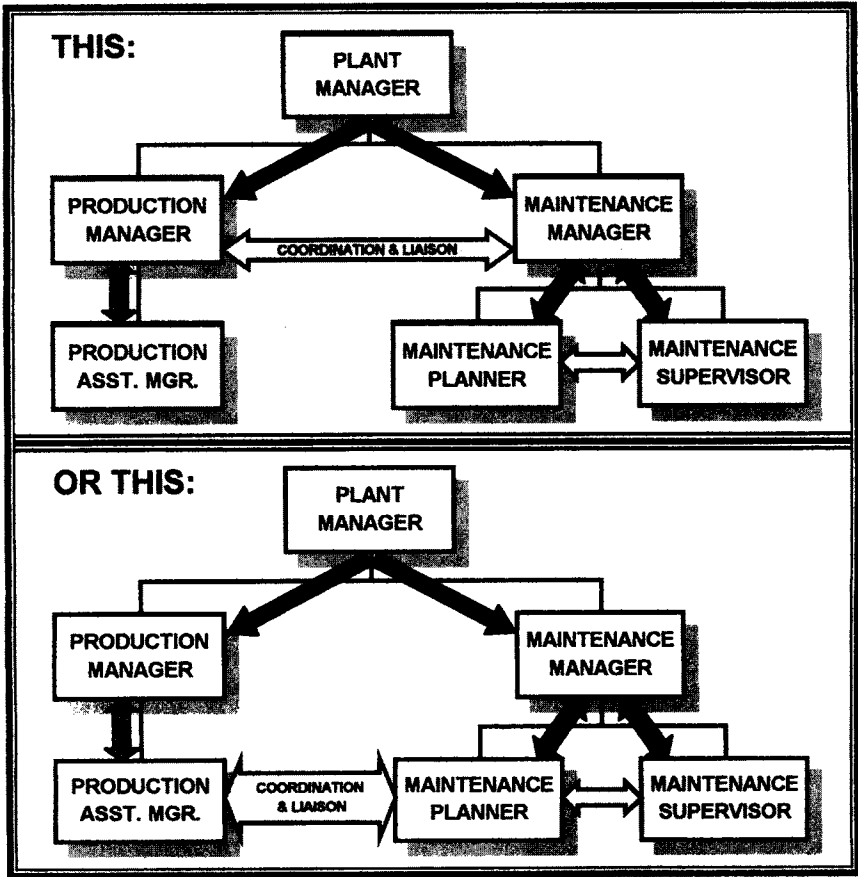 THIS:
PLANT
MANAGER
PRODUCTION
MANAGER
MAINTENANCE
MANAGER
COORDINATION & LIAISON
PRODUCTION
ASST. MGR.
MAINTENANCE
PLANNER
MAINTENANCE
SUPERVISOR
OR THIS:
PLANT
MANAGER
PRODUCTION
MANAGER
MAINTENANCE
MANAGER
PRODUCTION
ASST. MGR.
COORDINATION
& LIAISON
MAINTENANCE
PLANNER
MAINTENANCE
SUPERVISOR